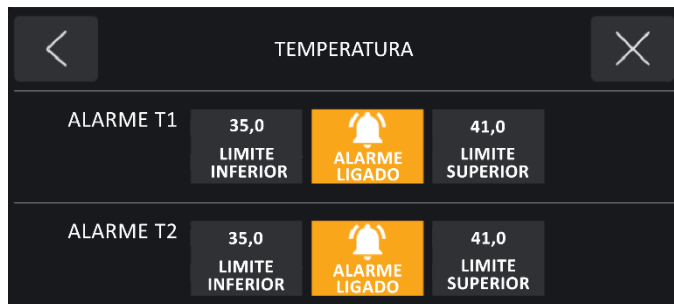 TEMPERATURA
ALARME T1
35,0
LIMITE
INFERIOR
ALARME
LIGADO
41,0
LIMITE
SUPERIOR
ALARME T2
35,0
LIMITE
INFERIOR
ALARME
LIGADO
41,0
LIMITE
SUPERIOR